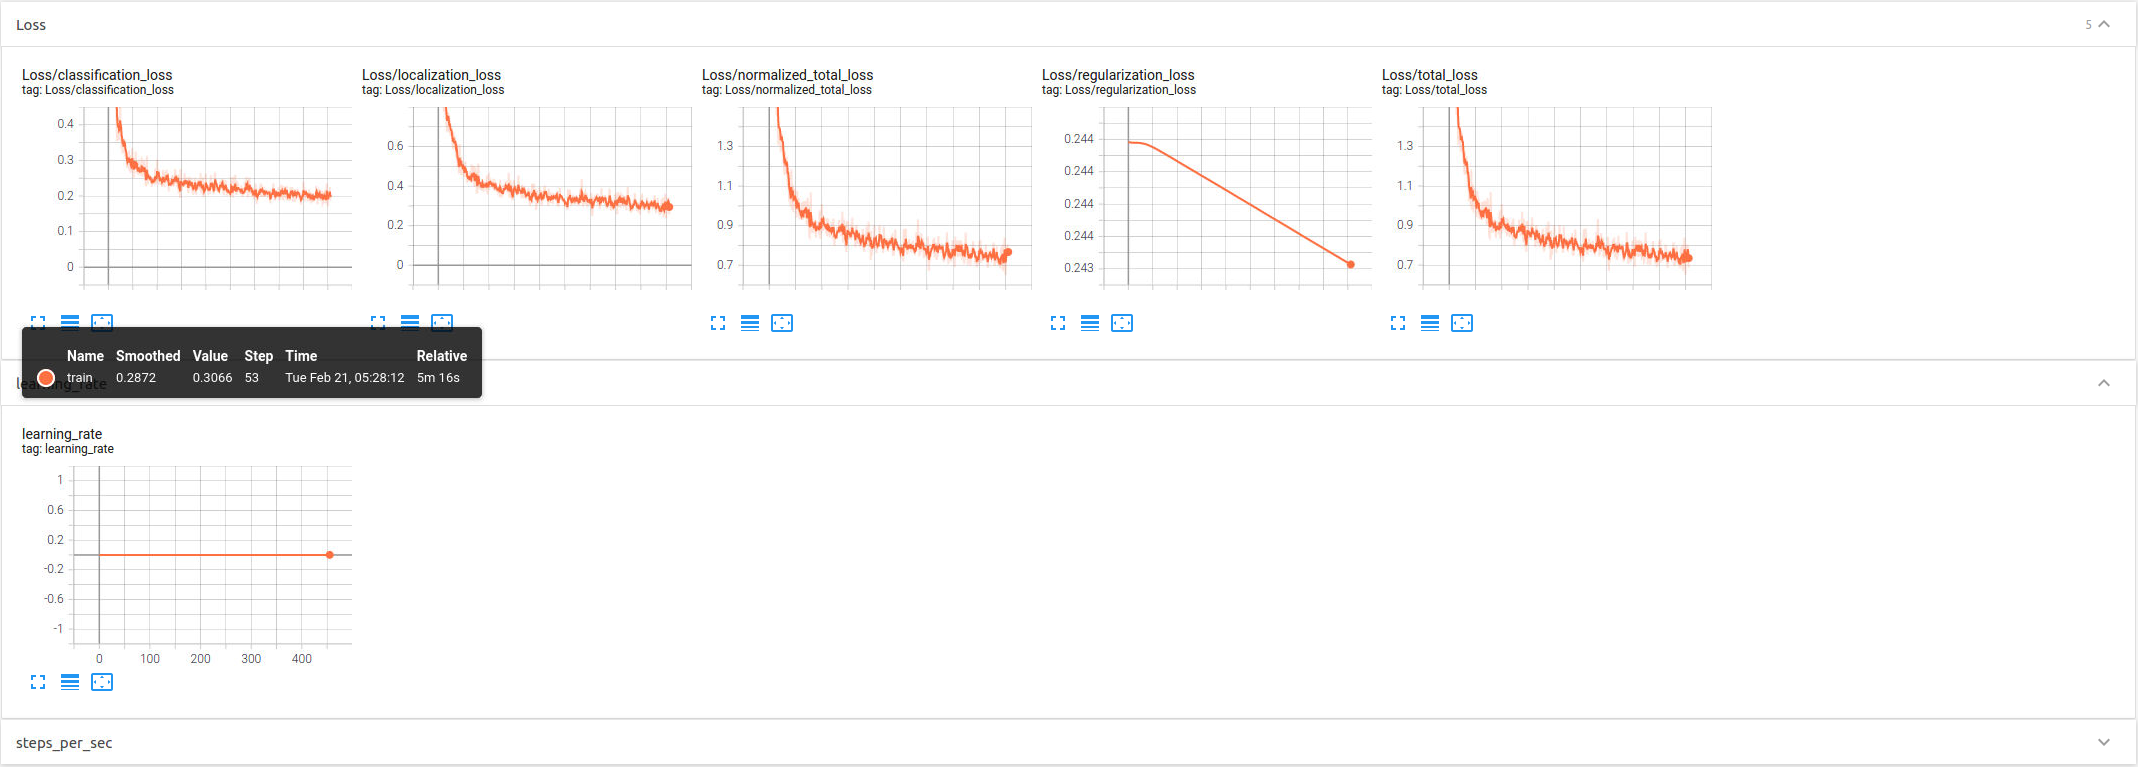 Loss
5
Loss/classification_loss
tag: Loss/classification_loss
0.4
0.3
0.2
0.1
0
Loss/localization_loss
tag: Loss/localization_loss
0.6
0.4
0.2
0
Loss/normalized_total_loss
tag: Loss/normalized_total_loss
1.3
1.1
0.9
0.7
Loss/regularization_loss
tag: Loss/regularization_loss
0.244
0.244
0.244
0.244
0.243
Loss/total_loss
tag: Loss/total_loss
1.3
1.1
0.9
0.7
Name Smoothed Value Step Time Relative
train 0.2872 0.3066 53 Tue Feb 21, 05:28:12 5m 16s
learning_rate
learning_rate
tag: learning_rate
1
0.6
0.2
-0.2
-0.6
-1
0 100 200 300 400
steps_per_sec